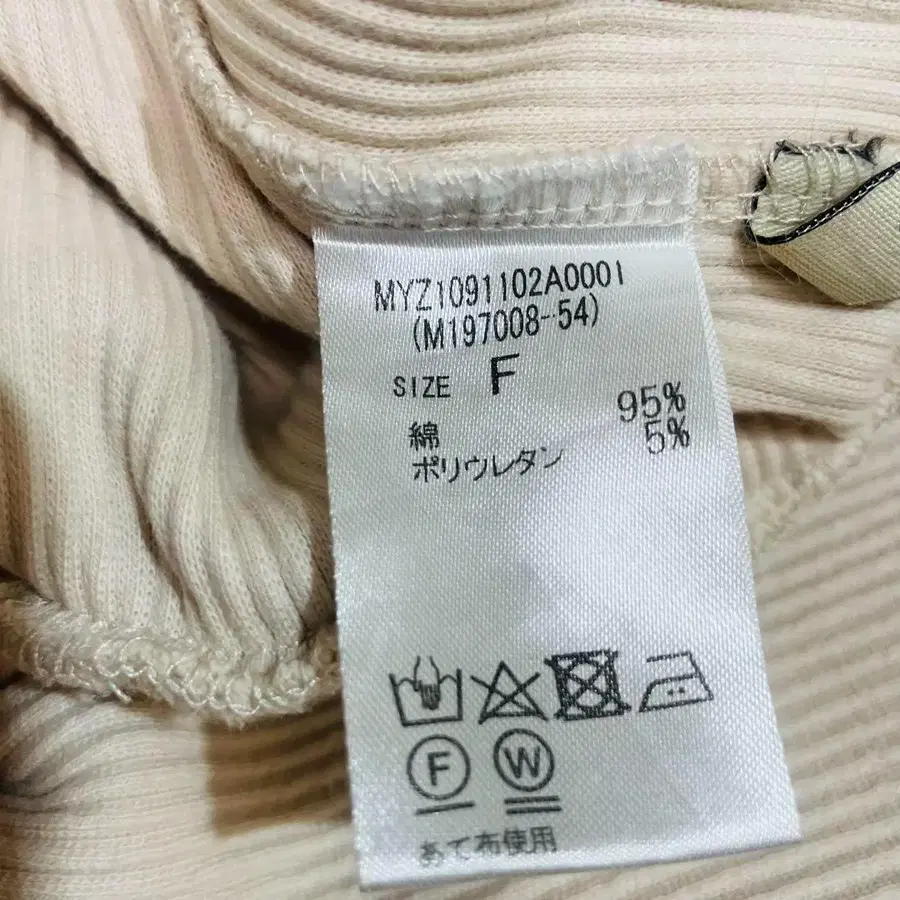 MYZ1091102A0001
(M197008-54)
SIZE F
綿 95%
ポリウレタン 5%
F W
あて布使用